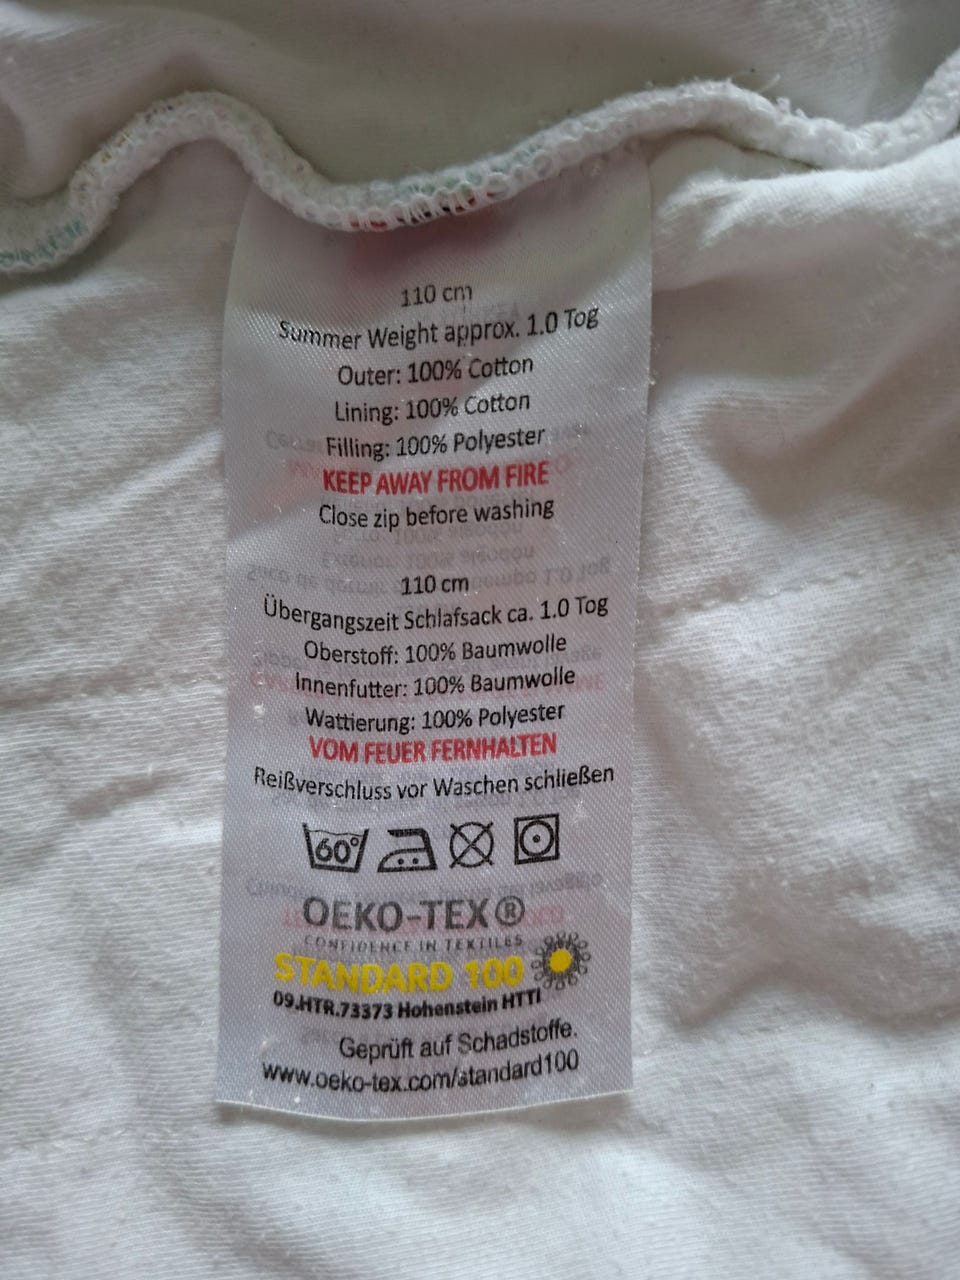 110 cm
Summer Weight approx. 1.0 Tog
Outer: 100% Cotton
Lining: 100% Cotton
Filling: 100% Polyester
KEEP AWAY FROM FIRE
Close zip before washing
110 cm
Übergangszeit Schlafsack ca. 1.0 Tog
Oberstoff: 100% Baumwolle
Innenfutter: 100% Baumwolle
Wattierung: 100% Polyester
VOM FEUER FERNHALTEN
Reißverschluss vor Waschen schließen
60°
OEKO-TEX®
CONFIDENCE IN TEXTILES
STANDARD 100
09.HTR.73373 Hohenstein HTTI
Geprüft auf Schadstoffe.
www.oeko-tex.com/standard100